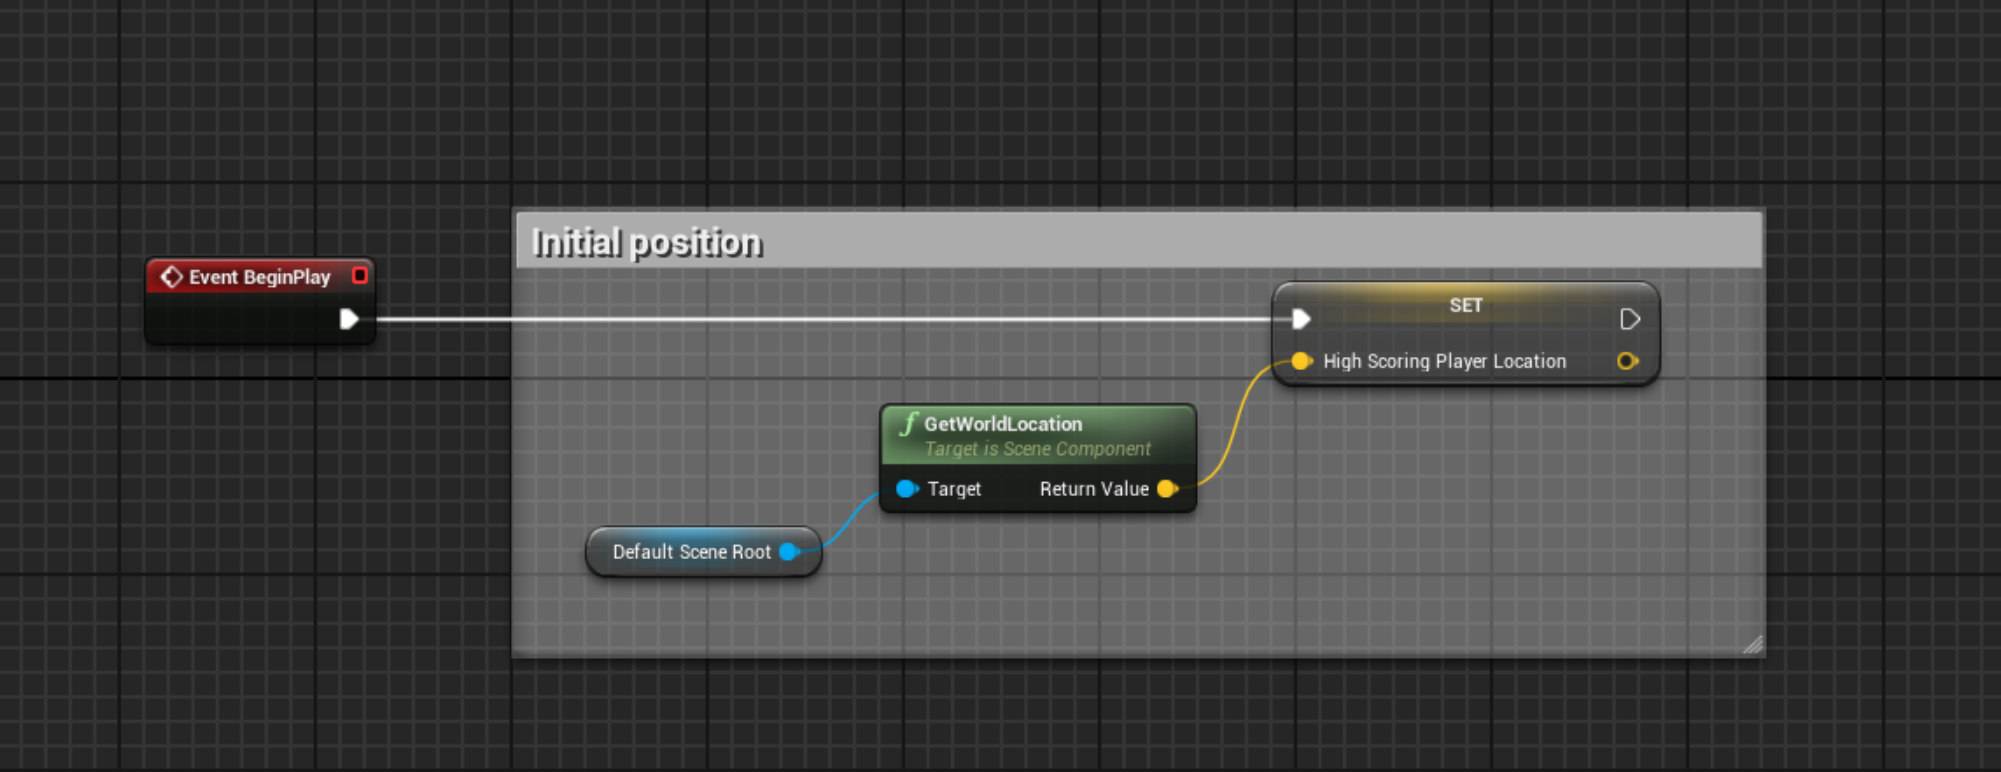 Initial position
Event BeginPlay
SET
High Scoring Player Location
f GetWorldLocation
Target is Scene Component
Target Return Value
Default Scene Root